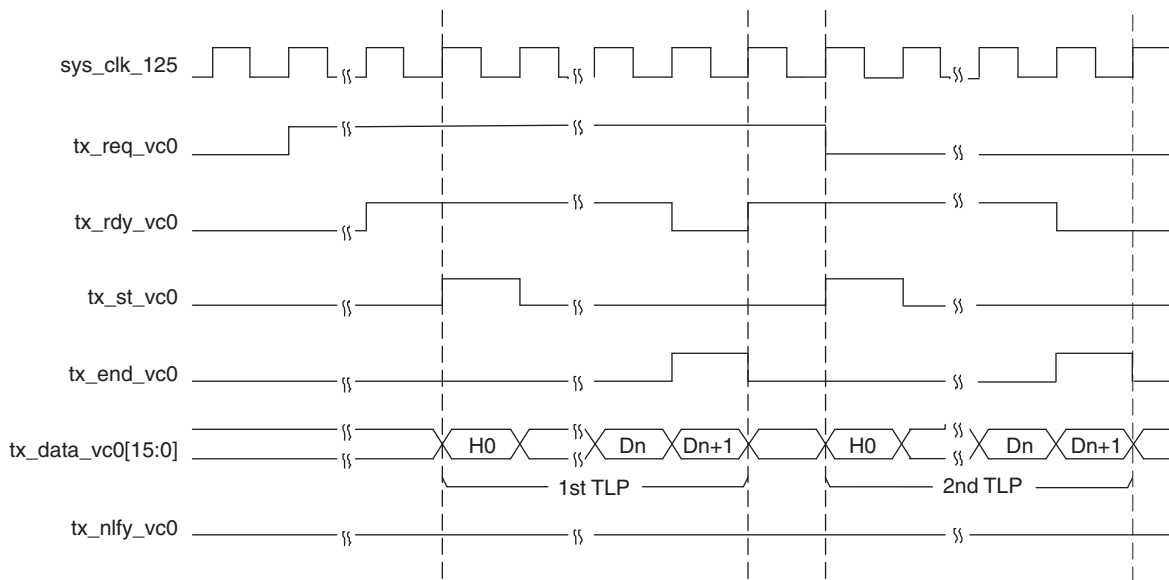 sys_clk_125
tx_req_vc0
tx_rdy_vc0
tx_st_vc0
tx_end_vc0
tx_data_vc0[15:0] H0 Dn Dn+1 H0 Dn Dn+1
1st TLP 2nd TLP
tx_nlfy_vc0